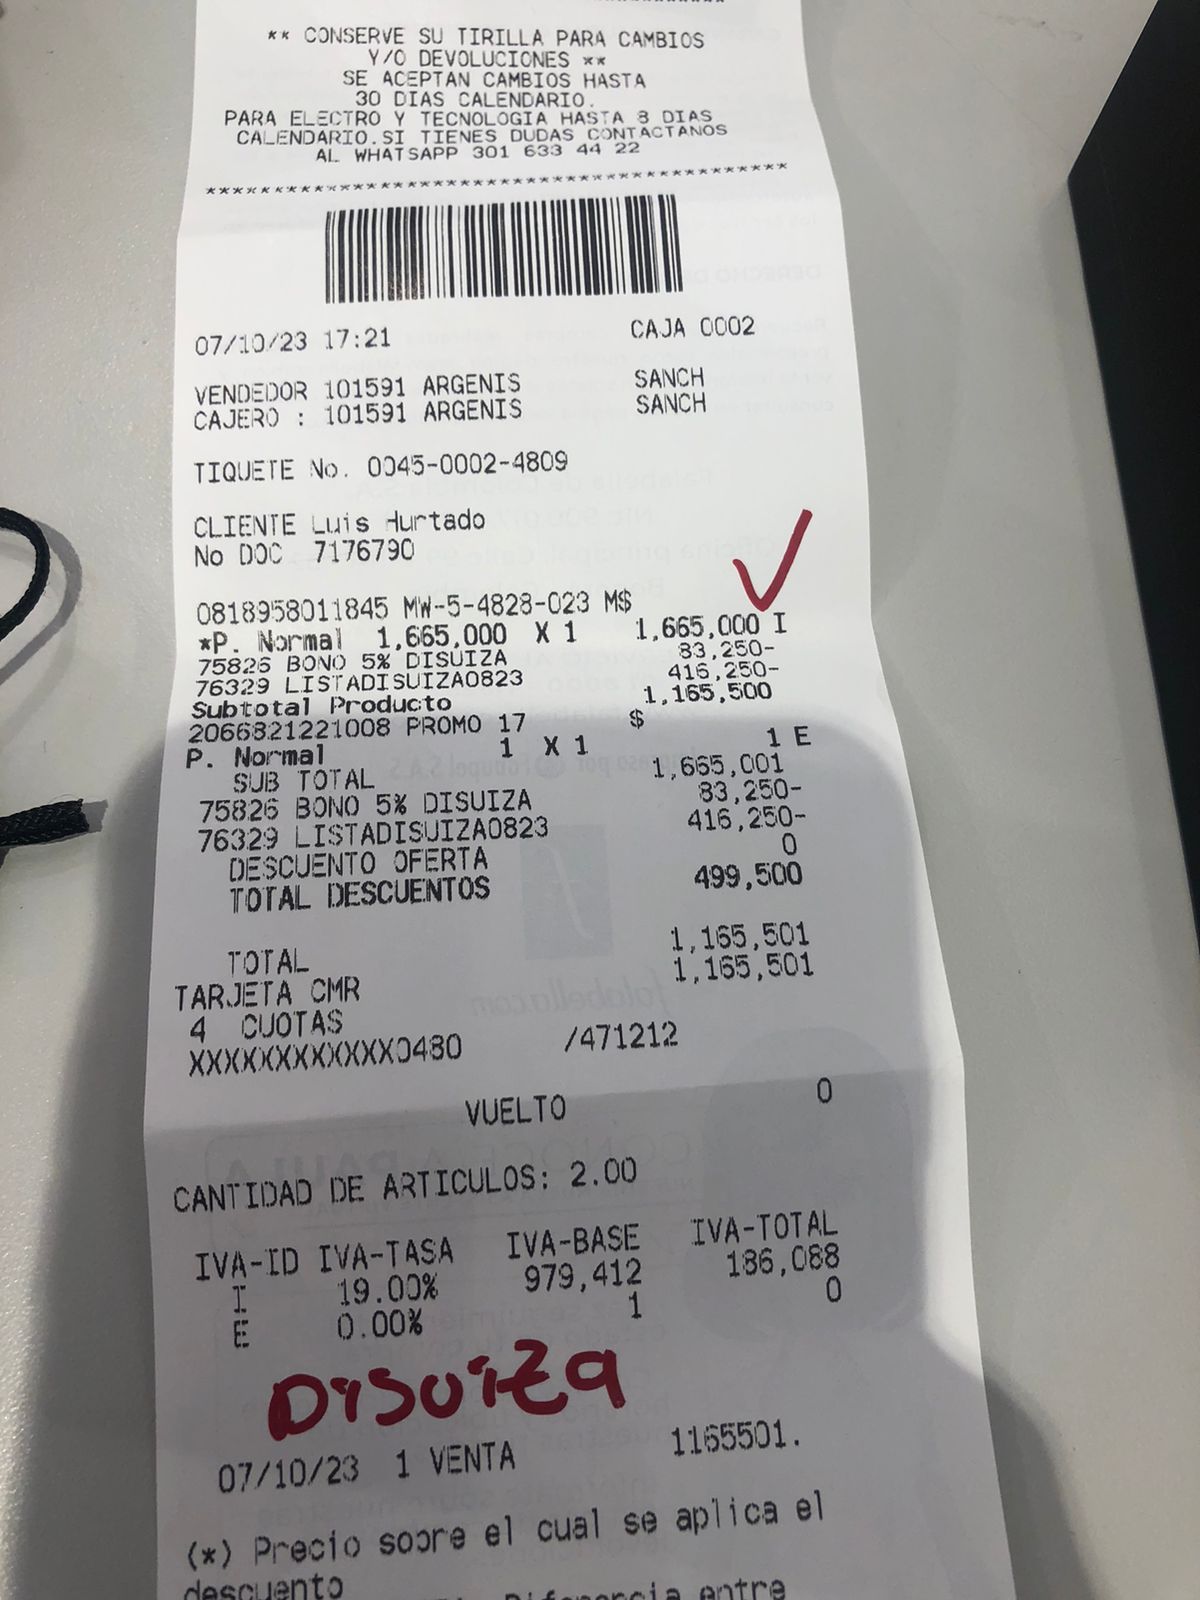 ** CONSERVE SU TIRILLA PARA CAMBIOS
Y/O DEVOLUCIONES **
SE ACEPTAN CAMBIOS HASTA
30 DIAS CALENDARIO.
PARA ELECTRO Y TECNOLOGIA HASTA 8 DIAS
CALENDARIO.SI TIENES DUDAS CONTACTANOS
AL WHATSAPP 301 633 44 22
07/10/23 17:21 CAJA 0002
VENDEDOR 101591 ARGENIS SANCH
CAJERO : 101591 ARGENIS SANCH
TIQUETE No. 0045-0002-4809
CLIENTE Luis Hurtado
No DOC 7176790
0818958011845 MW-5-4828-023 M$
*P. Normal 1,665,000 X 1 1,665,000 I
75826 BONO 5% DISUIZA 83,250-
76329 LISTADISUIZA0823 416,250-
Subtotal Producto 1,165,500
2066821221008 PROMO 17 $
P. Normal 1 X 1 1 E
SUB TOTAL 1,665,001
75826 BONO 5% DISUIZA 83,250-
76329 LISTADISUIZA0823 416,250-
DESCUENTO OFERTA 0
TOTAL DESCUENTOS 499,500
TOTAL 1,165,501
TARJETA CMR 1,165,501
4 CUOTAS
XXXXXXXXXXXX0480 /471212
VUELTO 0
CANTIDAD DE ARTICULOS: 2.00
IVA-ID IVA-TASA IVA-BASE IVA-TOTAL
I 19.00% 979,412 186,088
E 0.00% 1 0
DISUIZA
07/10/23 1 VENTA 1165501.
(*) Precio sobre el cual se aplica el
descuento
Diferencia entre